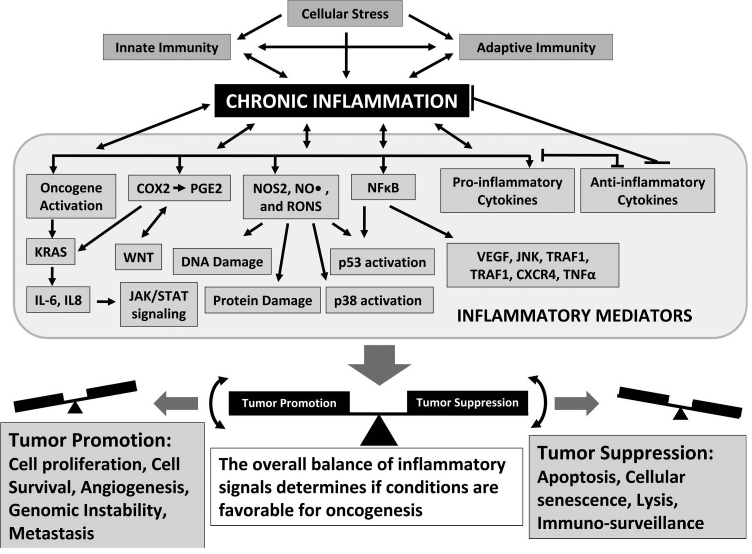 Cellular Stress
Innate Immunity
Adaptive Immunity
CHRONIC INFLAMMATION
Oncogene
Activation
COX2 → PGE2
NOS2, NO• ,
and RONS
NFκB
Pro-inflammatory
Cytokines
Anti-inflammatory
Cytokines
KRAS
WNT
DNA Damage
p53 activation
VEGF, JNK, TRAF1,
TRAF1, CXCR4, TNFα
IL-6, IL8
JAK/STAT
signaling
Protein Damage
p38 activation
INFLAMMATORY MEDIATORS
Tumor Promotion
Tumor Suppression
Tumor Promotion:
Cell proliferation, Cell
Survival, Angiogenesis,
Genomic Instability,
Metastasis
The overall balance of inflammatory
signals determines if conditions are
favorable for oncogenesis
Tumor Suppression:
Apoptosis, Cellular
senescence, Lysis,
Immuno-surveillance